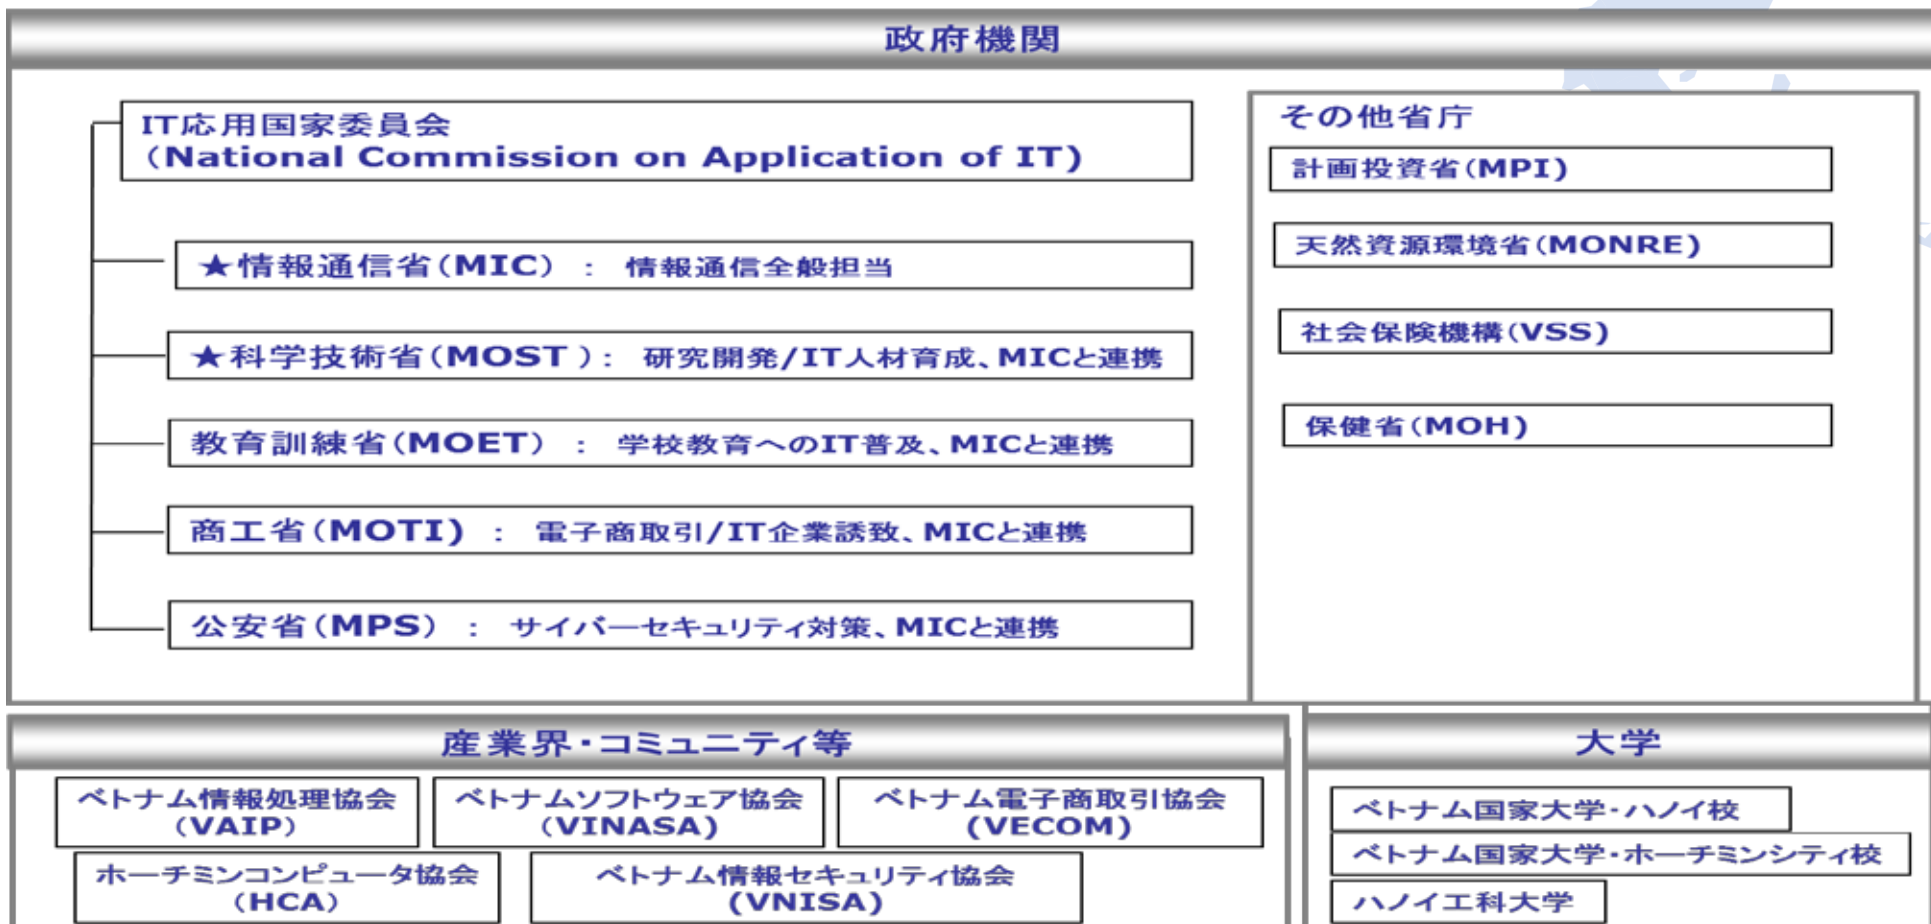 政府機関
IT応用国家委員会
（National Commission on Application of IT)
★情報通信省（MIC） ： 情報通信全般担当
★科学技術省（MOST ）： 研究開発/IT人材育成、MICと連携
教育訓練省（MOET） ： 学校教育へのIT普及、MICと連携
商工省（MOTI) ： 電子商取引/IT企業誘致、MICと連携
公安省（MPS） ： サイバーセキュリティ対策、MICと連携
その他省庁
計画投資省(MPI)
天然資源環境省(MONRE)
社会保険機構(VSS)
保健省(MOH)
産業界・コミュニティ等
ベトナム情報処理協会
（VAIP）
ベトナムソフトウェア協会
（VINASA)
ベトナム電子商取引協会
(VECOM)
ホーチミンコンピュータ協会
（HCA）
ベトナム情報セキュリティ協会
(VNISA)
大学
ベトナム国家大学・ハノイ校
ベトナム国家大学・ホーチミンシティ校
ハノイ工科大学